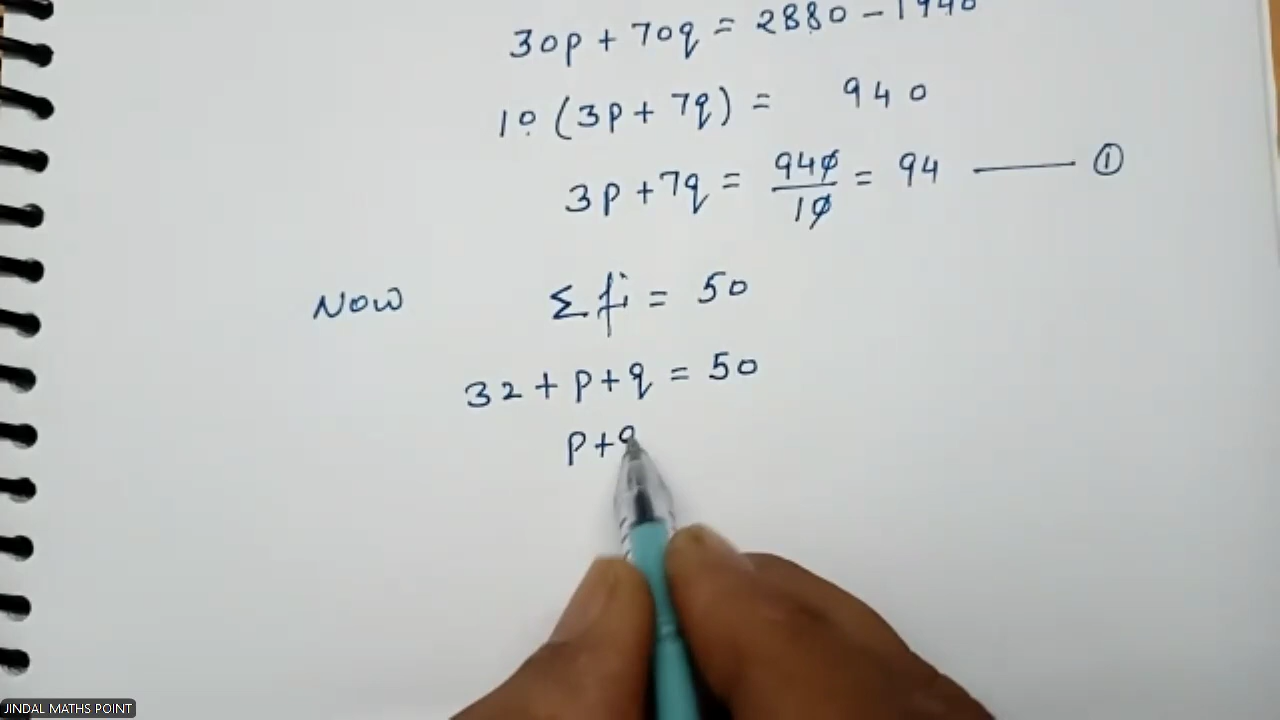 30p + 70q = 2880 - 1940
10 (3p + 7q) = 940
3p + 7q = 940/10 = 94 —— ①
Now Σfi = 50
32 + p + q = 50
p + q
JINDAL MATHS POINT